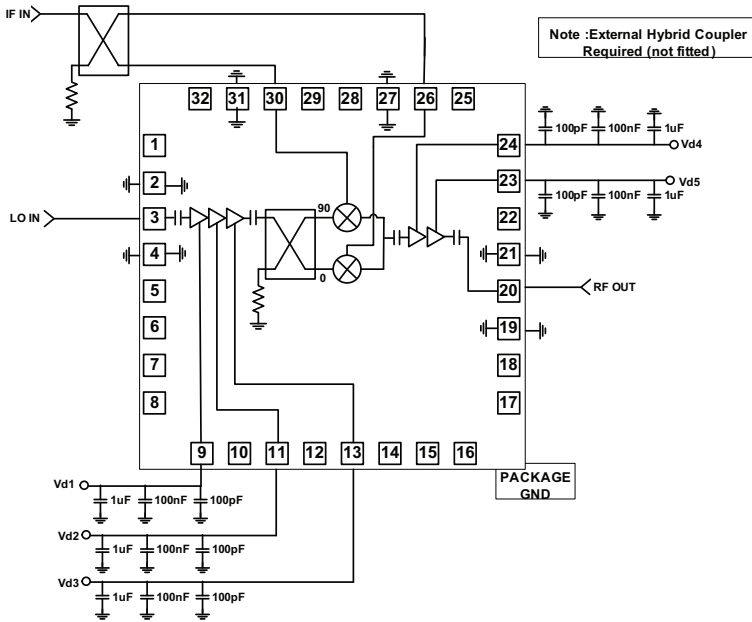 IF IN
Note :External Hybrid Coupler
Required (not fitted)
32
31
30
29
28
27
26
25
1
2
3
4
5
6
7
8
LO IN
90
0
24
23
22
21
20
19
18
17
100pF
100nF
1uF
Vd4
Vd5
100pF
100nF
1uF
RF OUT
9
10
11
12
13
14
15
16
PACKAGE
GND
Vd1
1uF
100nF
100pF
Vd2
1uF
100nF
100pF
Vd3
1uF
100nF
100pF